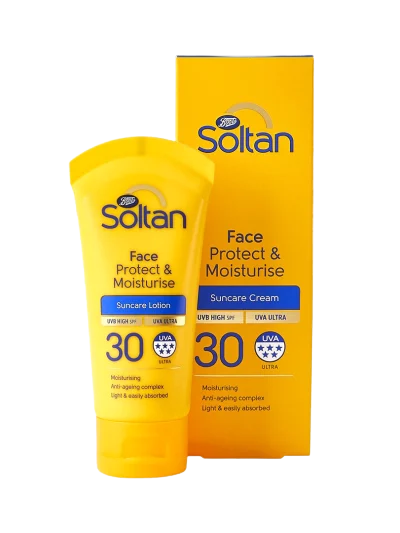 Boots
Soltan
Face
Protect &
Moisturise
Suncare Lotion
UVB HIGH SPF UVA ULTRA
30
UVA
ULTRA
Moisturising
Anti-ageing complex
Light & easily absorbed
Boots
Soltan
Face
Protect &
Moisturise
Suncare Cream
UVB HIGH SPF UVA ULTRA
30
UVA
ULTRA
Moisturising
Anti-ageing complex
Light & easily absorbed